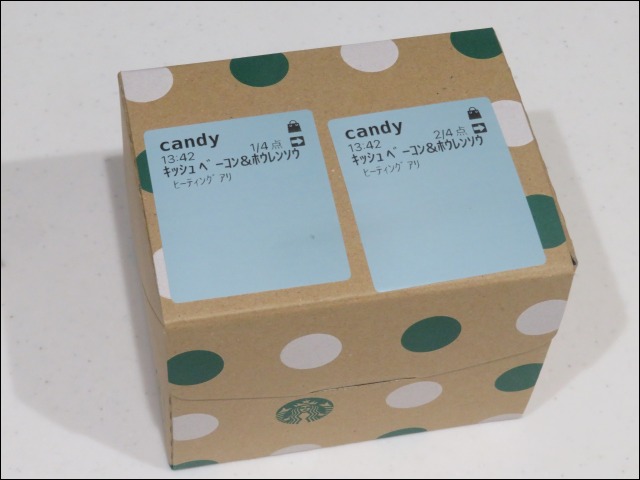 candy
13:42 1/4 点
キッシュ ベーコン&ホウレンソウ
ヒーティング アリ
candy
13:42 2/4 点
キッシュ ベーコン&ホウレンソウ
ヒーティング アリ